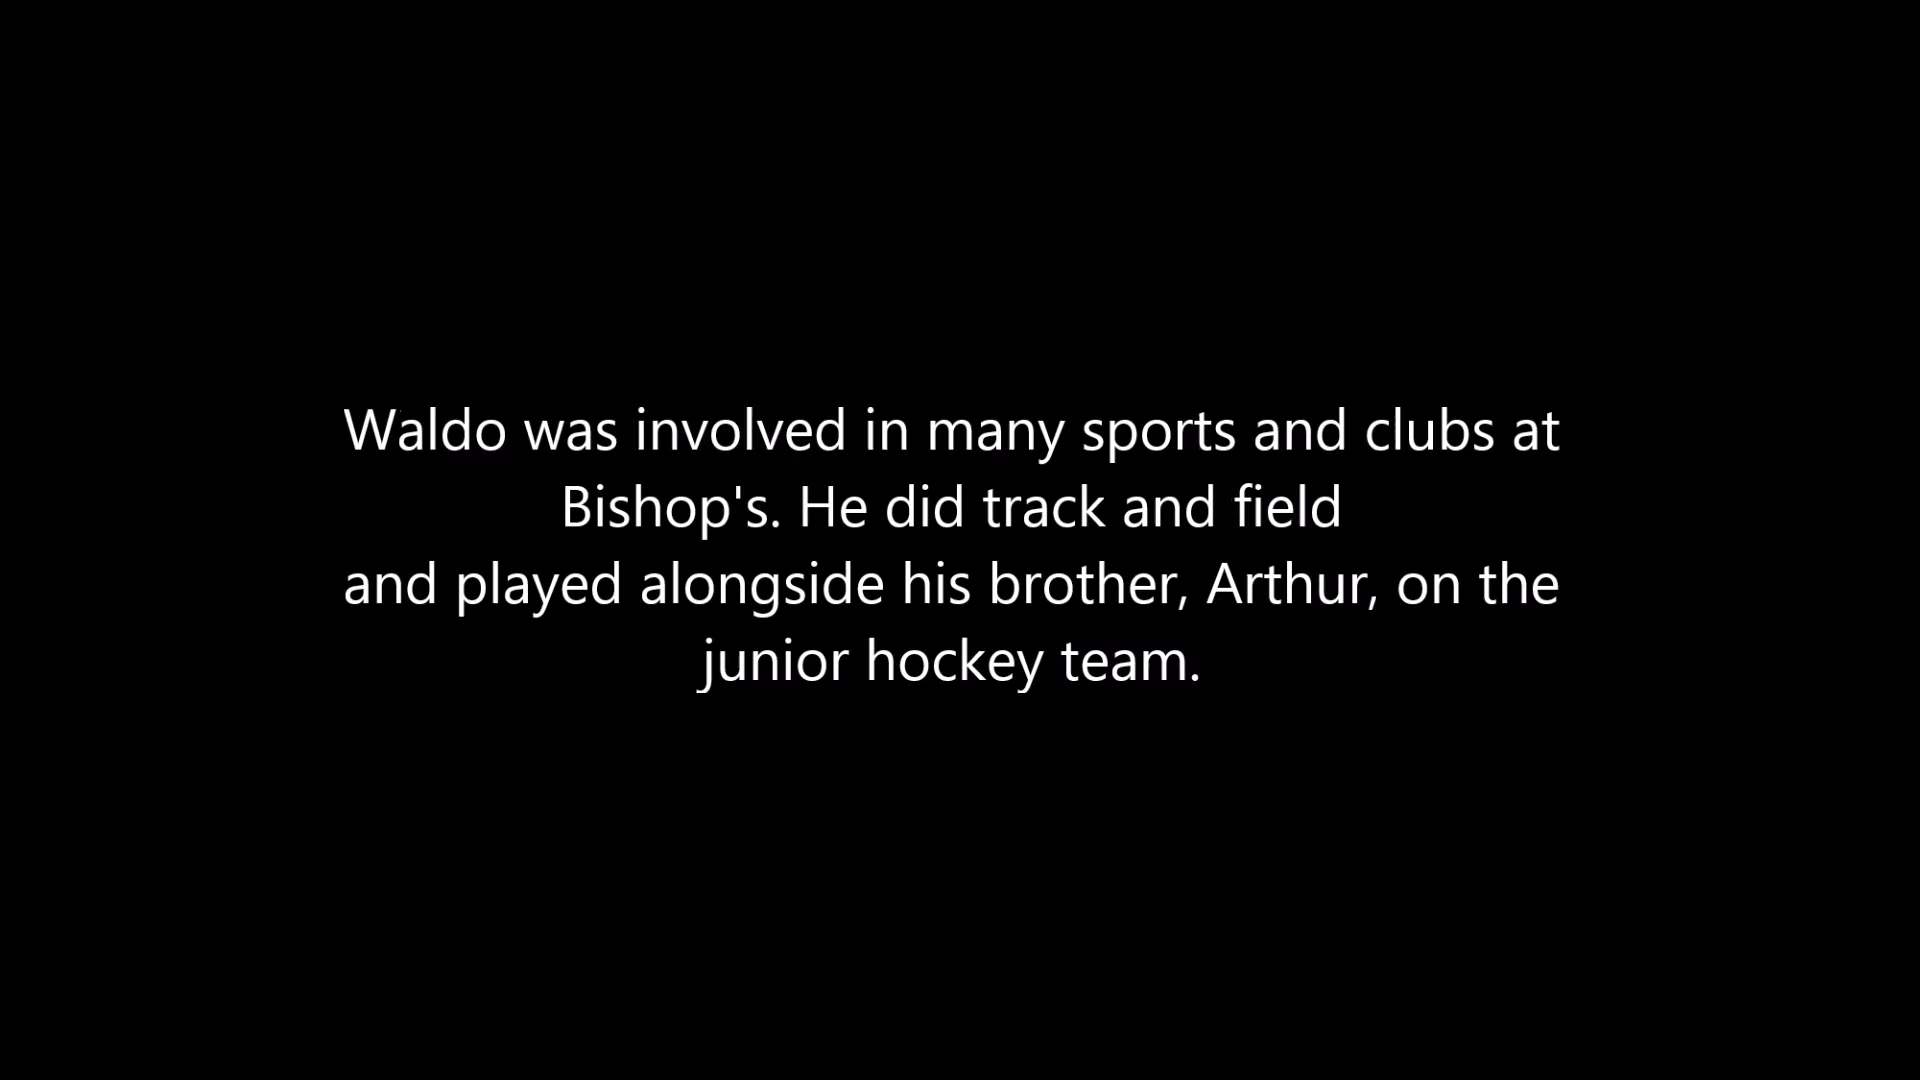 Waldo was involved in many sports and clubs at
Bishop's. He did track and field
and played alongside his brother, Arthur, on the
junior hockey team.